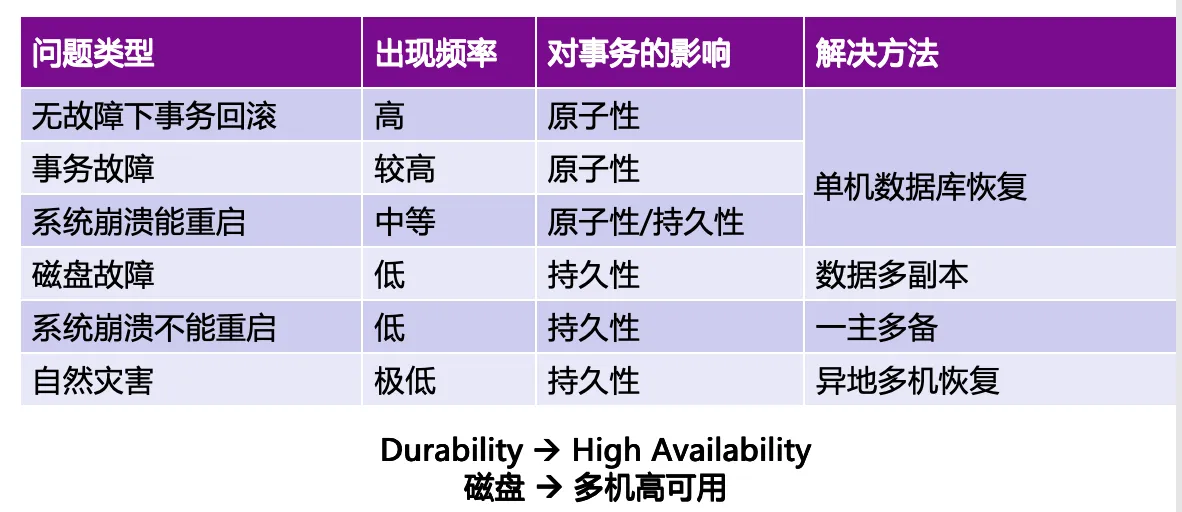 问题类型 出现频率 对事务的影响 解决方法
无故障下事务回滚 高 原子性
事务故障 较高 原子性
单机数据库恢复
系统崩溃能重启 中等 原子性/持久性
磁盘故障 低 持久性 数据多副本
系统崩溃不能重启 低 持久性 一主多备
自然灾害 极低 持久性 异地多机恢复
Durability → High Availability
磁盘 → 多机高可用